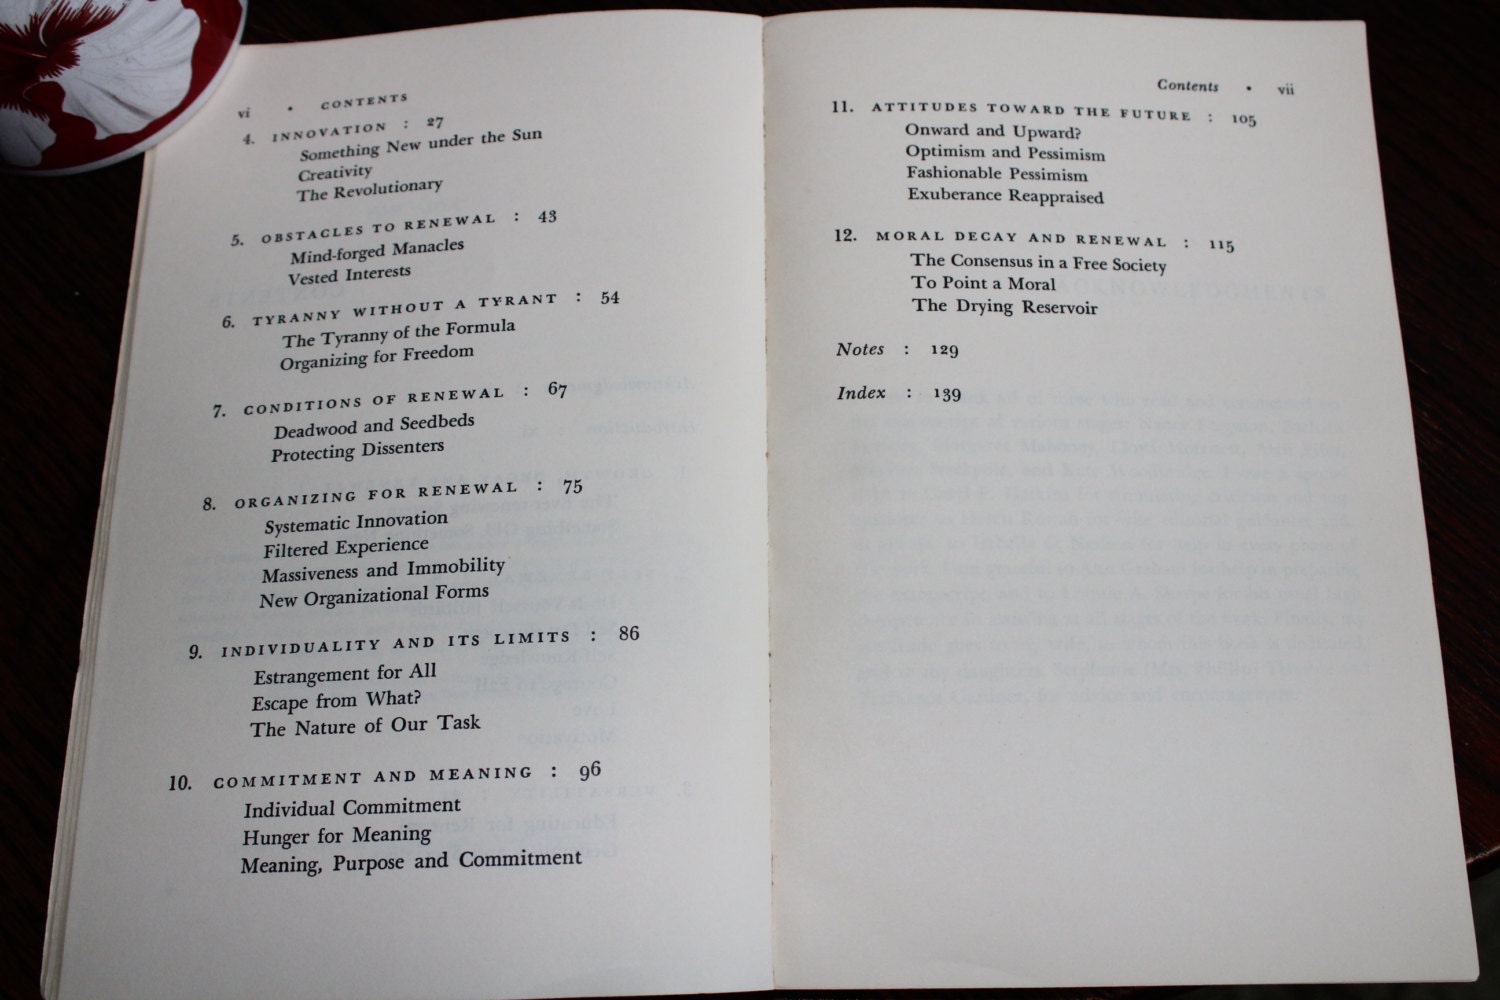 vi • CONTENTS
4. INNOVATION : 27
Something New under the Sun
Creativity
The Revolutionary
5. OBSTACLES TO RENEWAL : 43
Mind-forged Manacles
Vested Interests
6. TYRANNY WITHOUT A TYRANT : 54
The Tyranny of the Formula
Organizing for Freedom
7. CONDITIONS OF RENEWAL : 67
Deadwood and Seedbeds
Protecting Dissenters
8. ORGANIZING FOR RENEWAL : 75
Systematic Innovation
Filtered Experience
Massiveness and Immobility
New Organizational Forms
9. INDIVIDUALITY AND ITS LIMITS : 86
Estrangement for All
Escape from What?
The Nature of Our Task
10. COMMITMENT AND MEANING : 96
Individual Commitment
Hunger for Meaning
Meaning, Purpose and Commitment
Contents • vii
11. ATTITUDES TOWARD THE FUTURE : 105
Onward and Upward?
Optimism and Pessimism
Fashionable Pessimism
Exuberance Reappraised
12. MORAL DECAY AND RENEWAL : 115
The Consensus in a Free Society
To Point a Moral
The Drying Reservoir
Notes : 129
Index : 139